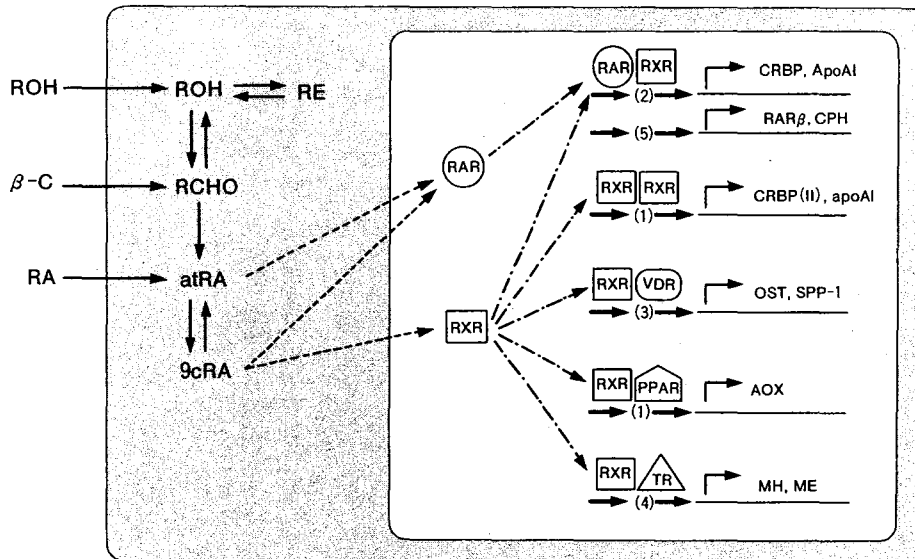 ROH
ROH
RE
β-C
RCHO
RA
atRA
9cRA
RAR
RXR
RAR RXR
(2)
CRBP, ApoAI
(5)
RARβ, CPH
RXR RXR
(1)
CRBP(II), apoAI
RXR VDR
(3)
OST, SPP-1
RXR PPAR
(1)
AOX
RXR TR
(4)
MH, ME